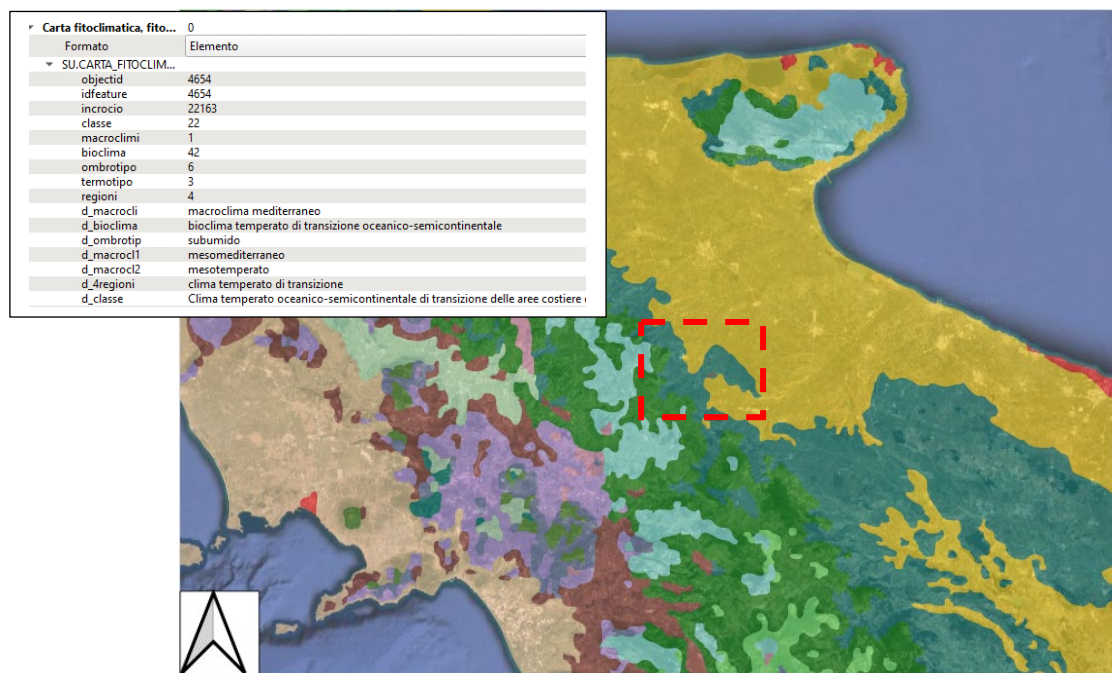 Carta fitoclimatica, fito... 0
Formato Elemento
SU.CARTA_FITOCLIM...
objectid 4654
idfeature 4654
incrocio 22163
classe 22
macroclimi 1
bioclima 42
ombrotipo 6
termotipo 3
regioni 4
d_macrocli macroclima mediterraneo
d_bioclima bioclima temperato di transizione oceanico-semicontinentale
d_ombrotip subumido
d_macrocl1 mesomediterraneo
d_macrocl2 mesotemperato
d_4regioni clima temperato di transizione
d_classe Clima temperato oceanico-semicontinentale di transizione delle aree costiere